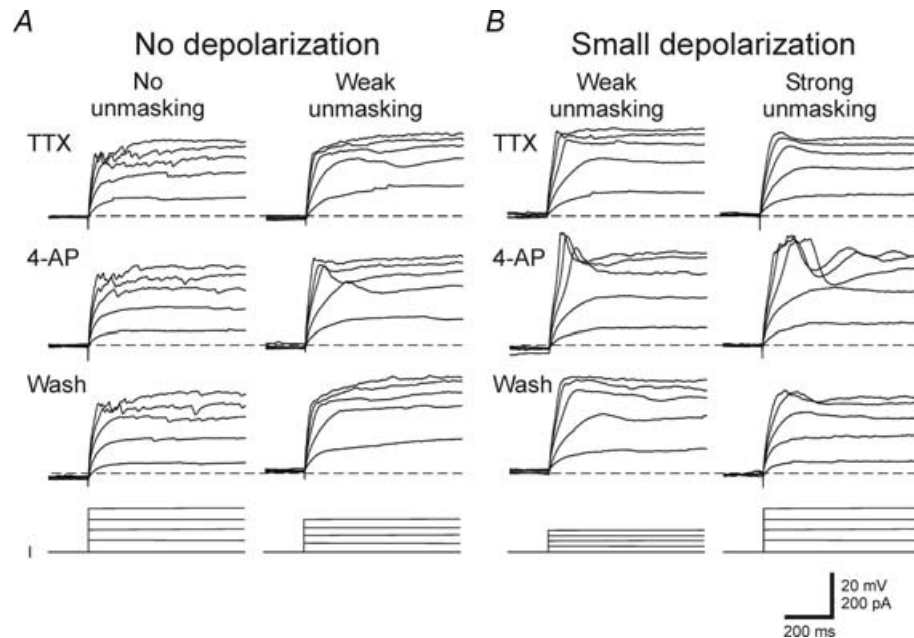 A
No depolarization
No
unmasking
Weak
unmasking
TTX
4-AP
Wash
I
B
Small depolarization
Weak
unmasking
Strong
unmasking
TTX
4-AP
Wash
20 mV
200 pA
200 ms